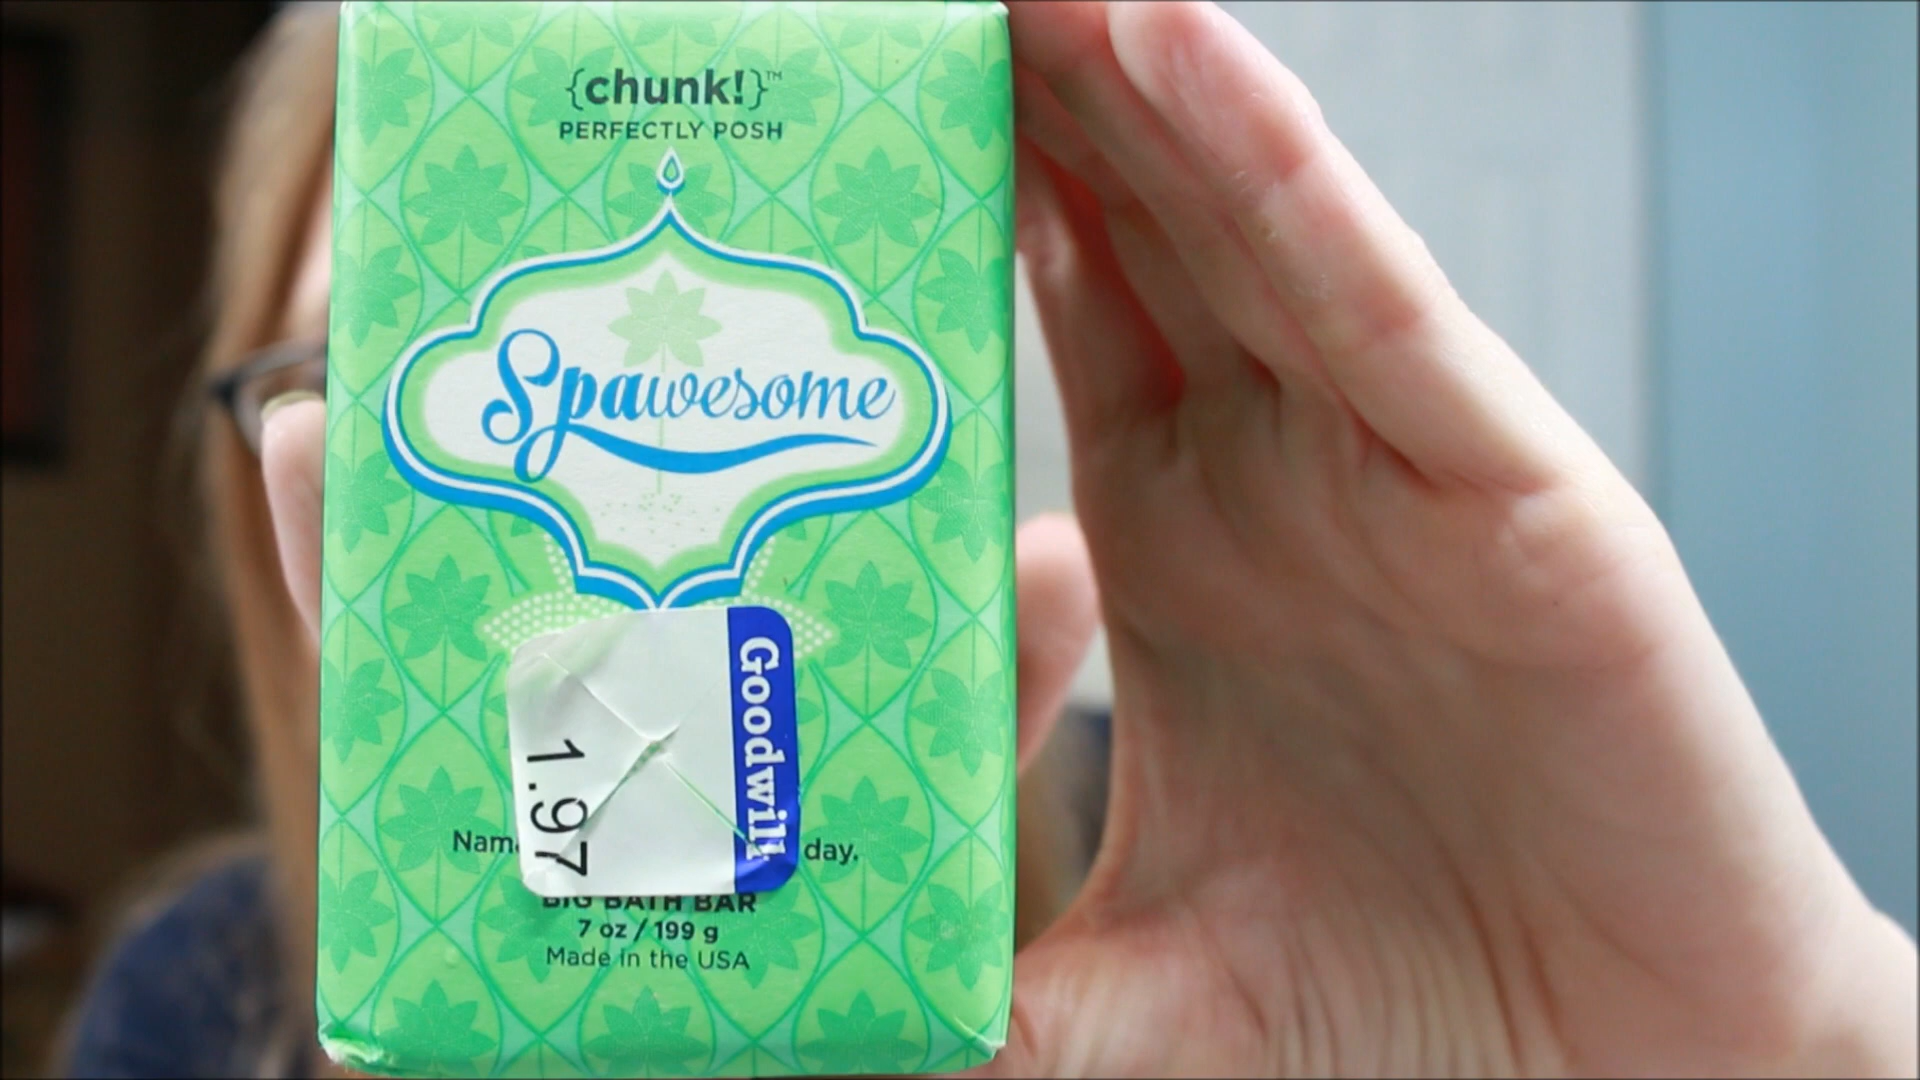 {chunk!}™
PERFECTLY POSH
Spawesome
Goodwill
1.97
day.
BIG BATH BAR
7 oz / 199 g
Made in the USA